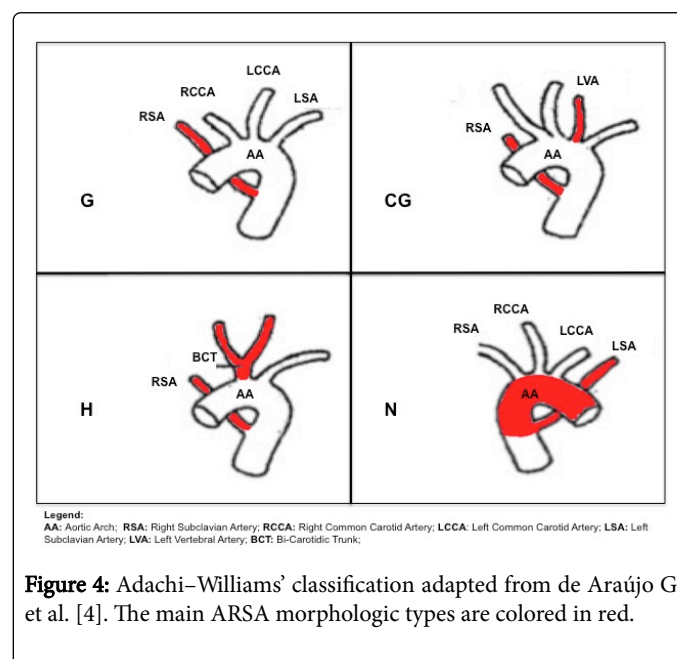 LCCA
RCCA
LSA
RSA
AA
G
LVA
RSA
AA
CG
BCT
RSA
AA
H
RCCA
RSA
LCCA
LSA
AA
N
Legend:
AA: Aortic Arch; RSA: Right Subclavian Artery; RCCA: Right Common Carotid Artery; LCCA: Left Common Carotid Artery; LSA: Left
Subclavian Artery; LVA: Left Vertebral Artery; BCT: Bi-Carotidic Trunk;
Figure 4: Adachi–Williams’ classification adapted from de Araújo G
et al. [4]. The main ARSA morphologic types are colored in red.